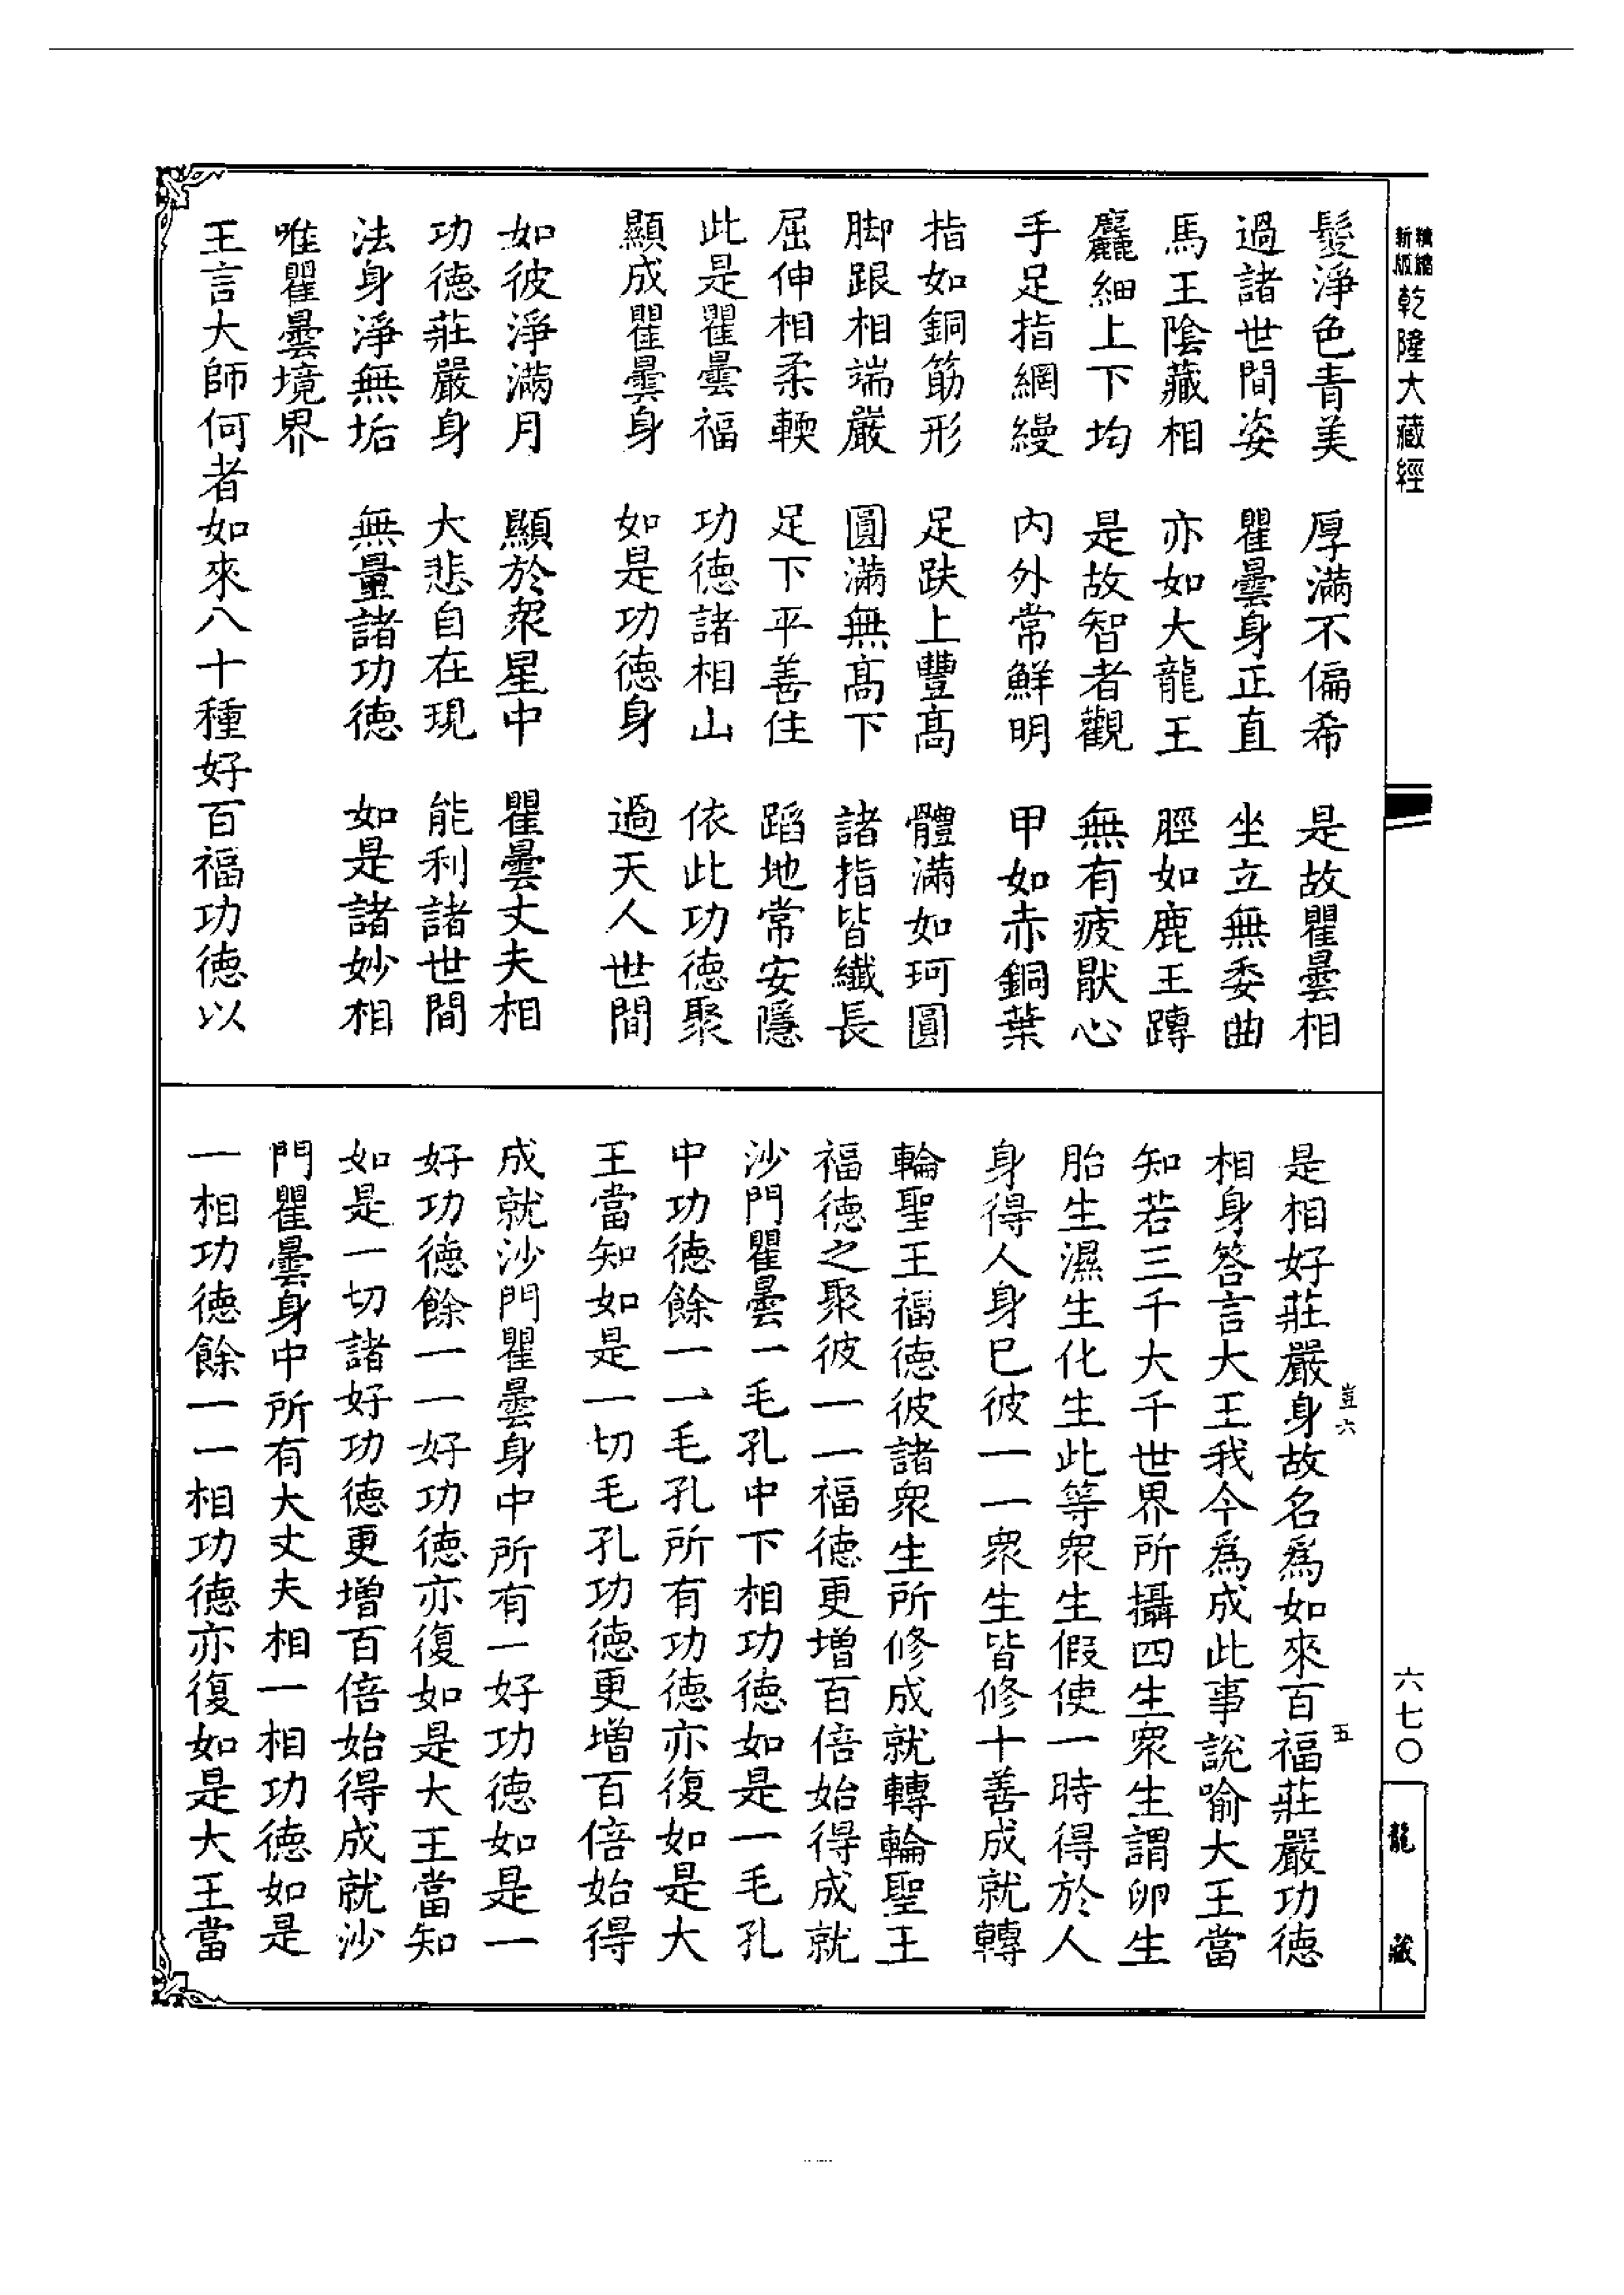 精縮
新版
乾隆大藏經
髮淨色青美　厚滿不偏希　是故瞿曇相
過諸世間姿　瞿曇身正直　坐立無委曲
馬王陰藏相　亦如大龍王　脛如鹿王蹲
麤細上下均　是故智者觀　無有疲猒心
手足指網縵　內外常鮮明　甲如赤銅葉
指如銅筋形　足趺上豐髙　體滿如珂圓
脚跟相端嚴　圓滿無髙下　諸指皆纖長
屈伸相柔輭　足下平善住　蹈地常安隱
此是瞿曇福　功德諸相山　依此功德聚
顯成瞿曇身　如是功德身　過天人世間
如彼淨滿月　顯於衆星中　瞿曇丈夫相
功德莊嚴身　大悲自在現　能利諸世間
法身淨無垢　無量諸功德　如是諸妙相
唯瞿曇境界
王言大師何者如來八十種好百福功德以
是相好莊嚴身故名為如來百福莊嚴功德
相身答言大王我今為成此事說喻大王當
知若三千大千世界所攝四生衆生謂卵生
胎生濕生化生此等衆生假使一時得於人
身得人身巳彼一一衆生皆修十善成就轉
輪聖王福德彼諸衆生所修成就轉輪聖王
福德之聚彼一一福德更增百倍始得成就
沙門瞿曇一毛孔中下相功德如是一毛孔
中功德餘一一毛孔所有功德亦復如是大
王當知如是一切毛孔功德更增百倍始得
成就沙門瞿曇身中所有一好功德如是一
好功德餘一一好功德亦復如是大王當知
如是一切諸好功德更增百倍始得成就沙
門瞿曇身中所有大丈夫相一相功德如是
一相功德餘一一相功德亦復如是大王當
豈六
五
六七〇
龍藏